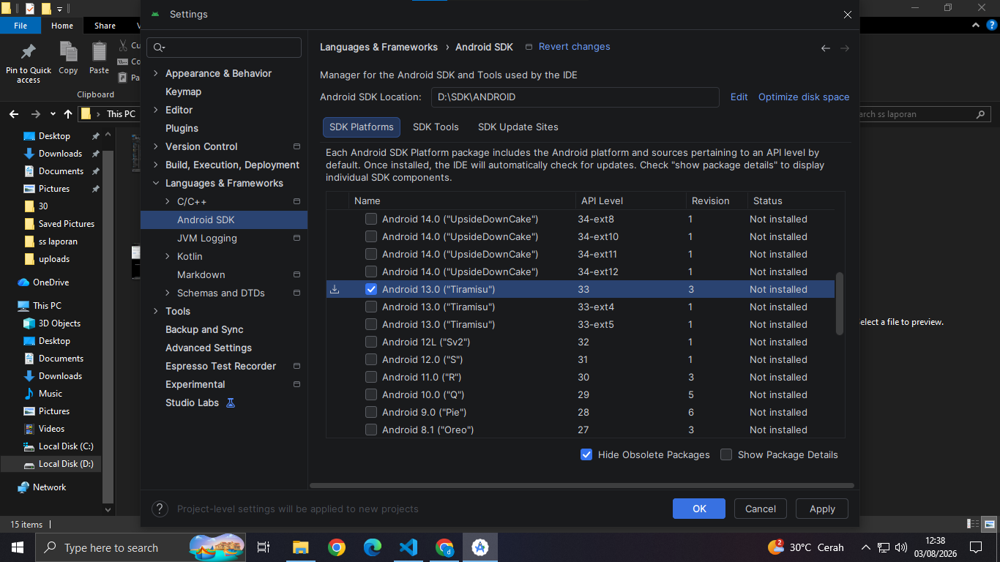 Settings
File
Home
Share
V
Pin to Quick access
Copy
Paste
Cu
Co
Pa
Clipboard
This PC
arch ss laporan
Desktop
Downloads
Documents
Pictures
30
Saved Pictures
ss laporan
uploads
OneDrive
This PC
3D Objects
Desktop
Documents
Downloads
Music
Pictures
Videos
Local Disk (C:)
Local Disk (D:)
Network
15 items
Appearance & Behavior
Keymap
Editor
Plugins
Version Control
Build, Execution, Deployment
Languages & Frameworks
C/C++
Android SDK
JVM Logging
Kotlin
Markdown
Schemas and DTDs
Tools
Backup and Sync
Advanced Settings
Espresso Test Recorder
Experimental
Studio Labs
Languages & Frameworks › Android SDK Revert changes
Manager for the Android SDK and Tools used by the IDE
Android SDK Location: D:\SDK\ANDROID Edit Optimize disk space
SDK Platforms SDK Tools SDK Update Sites
Each Android SDK Platform package includes the Android platform and sources pertaining to an API level by
default. Once installed, the IDE will automatically check for updates. Check "show package details" to display
individual SDK components.
Name API Level Revision Status
Android 14.0 ("UpsideDownCake") 34-ext8 1 Not installed
Android 14.0 ("UpsideDownCake") 34-ext10 1 Not installed
Android 14.0 ("UpsideDownCake") 34-ext11 1 Not installed
Android 14.0 ("UpsideDownCake") 34-ext12 1 Not installed
Android 13.0 ("Tiramisu") 33 3 Not installed
Android 13.0 ("Tiramisu") 33-ext4 1 Not installed
Android 13.0 ("Tiramisu") 33-ext5 1 Not installed
Android 12L ("Sv2") 32 1 Not installed
Android 12.0 ("S") 31 1 Not installed
Android 11.0 ("R") 30 3 Not installed
Android 10.0 ("Q") 29 5 Not installed
Android 9.0 ("Pie") 28 6 Not installed
Android 8.1 ("Oreo") 27 3 Not installed
Hide Obsolete Packages Show Package Details
Project-level settings will be applied to new projects
OK Cancel Apply
elect a file to preview.
Type here to search
2
30°C Cerah
12:38
03/08/2026